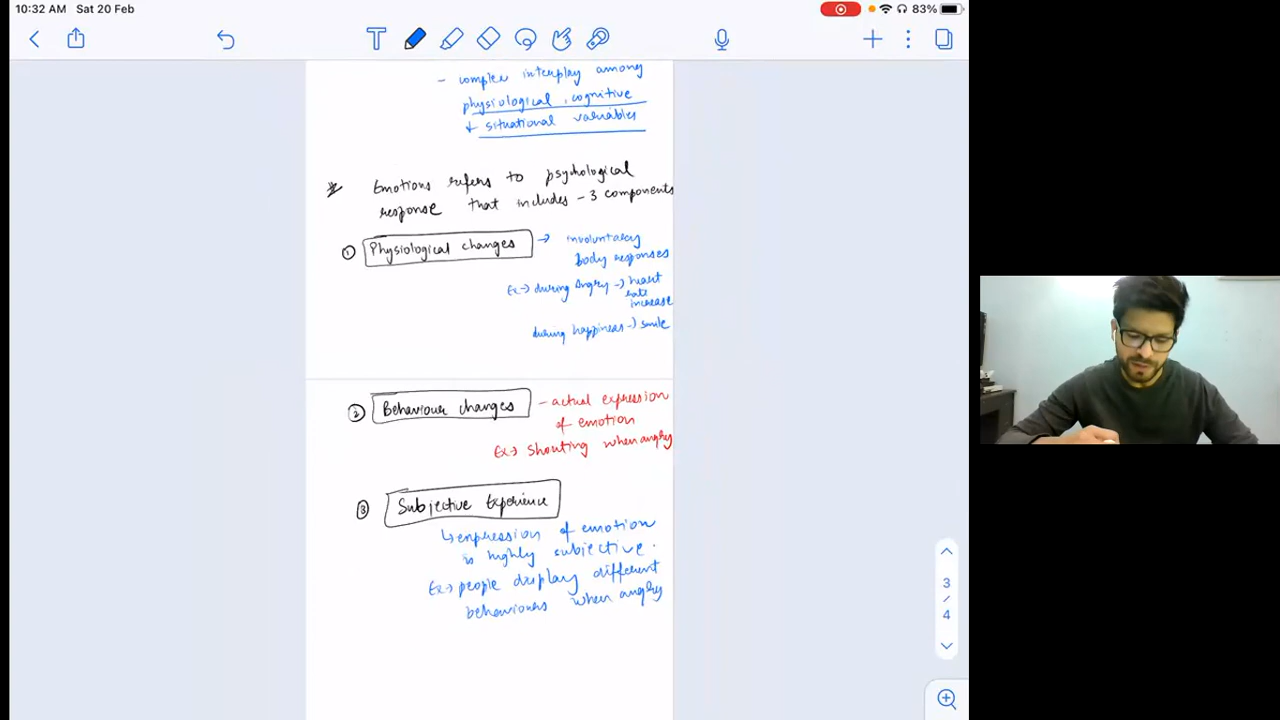 10:32 AM Sat 20 Feb
83%
- complex interplay among
physiological, cognitive
+ situational variables
Emotions refers to psychological
response that includes - 3 components
① Physiological changes → involuntary
body responses
Ex → during Angry → heart
rate
increase
during happiness → smile
② Behaviour changes - actual expression
of emotion
Ex → Shouting when angry
③ Subjective Experience
↳ expression of emotion
is highly subjective.
Ex → people display different
behaviours when angry
3
/
4